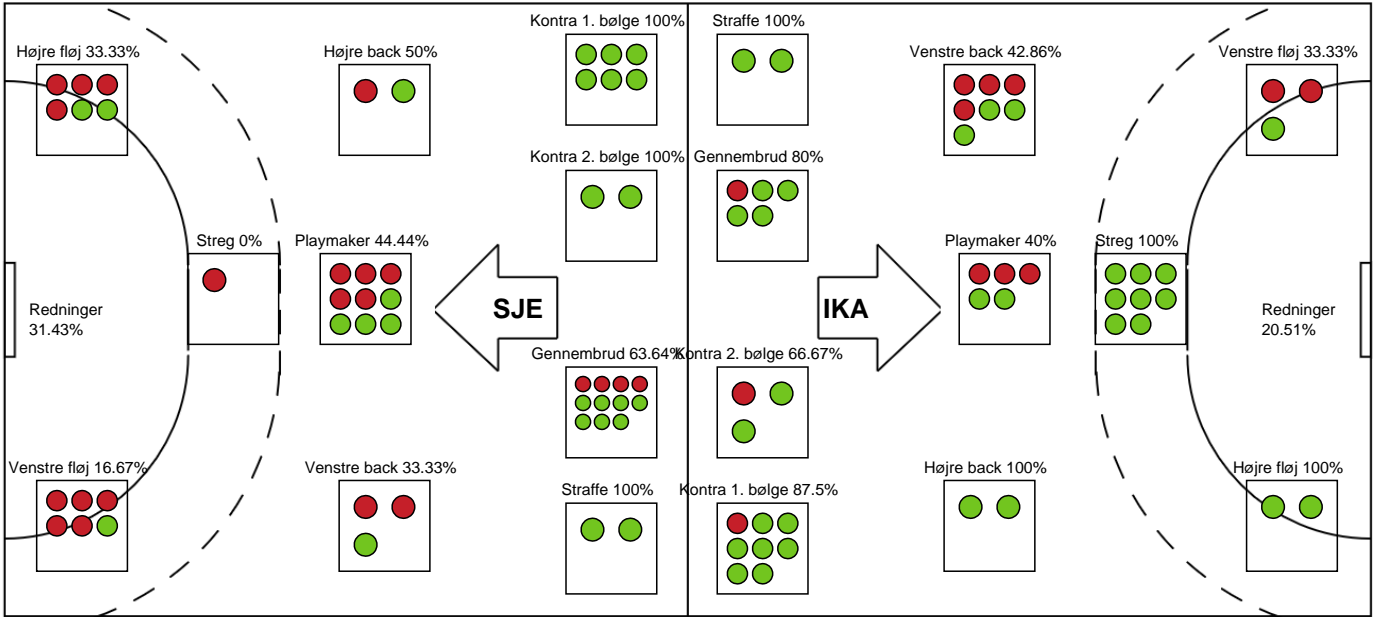 Kontra 1. bølge 100%
Straffe 100%
Højre fløj 33.33%
Højre back 50%
Venstre back 42.86%
Venstre fløj 33.33%
Kontra 2. bølge 100%
Gennembrud 80%
Streg 0%
Playmaker 44.44%
Playmaker 40%
Streg 100%
SJE
IKA
Redninger
31.43%
Redninger
20.51%
Gennembrud 63.64%
Kontra 2. bølge 66.67%
Venstre fløj 16.67%
Venstre back 33.33%
Højre back 100%
Højre fløj 100%
Straffe 100%
Kontra 1. bølge 87.5%